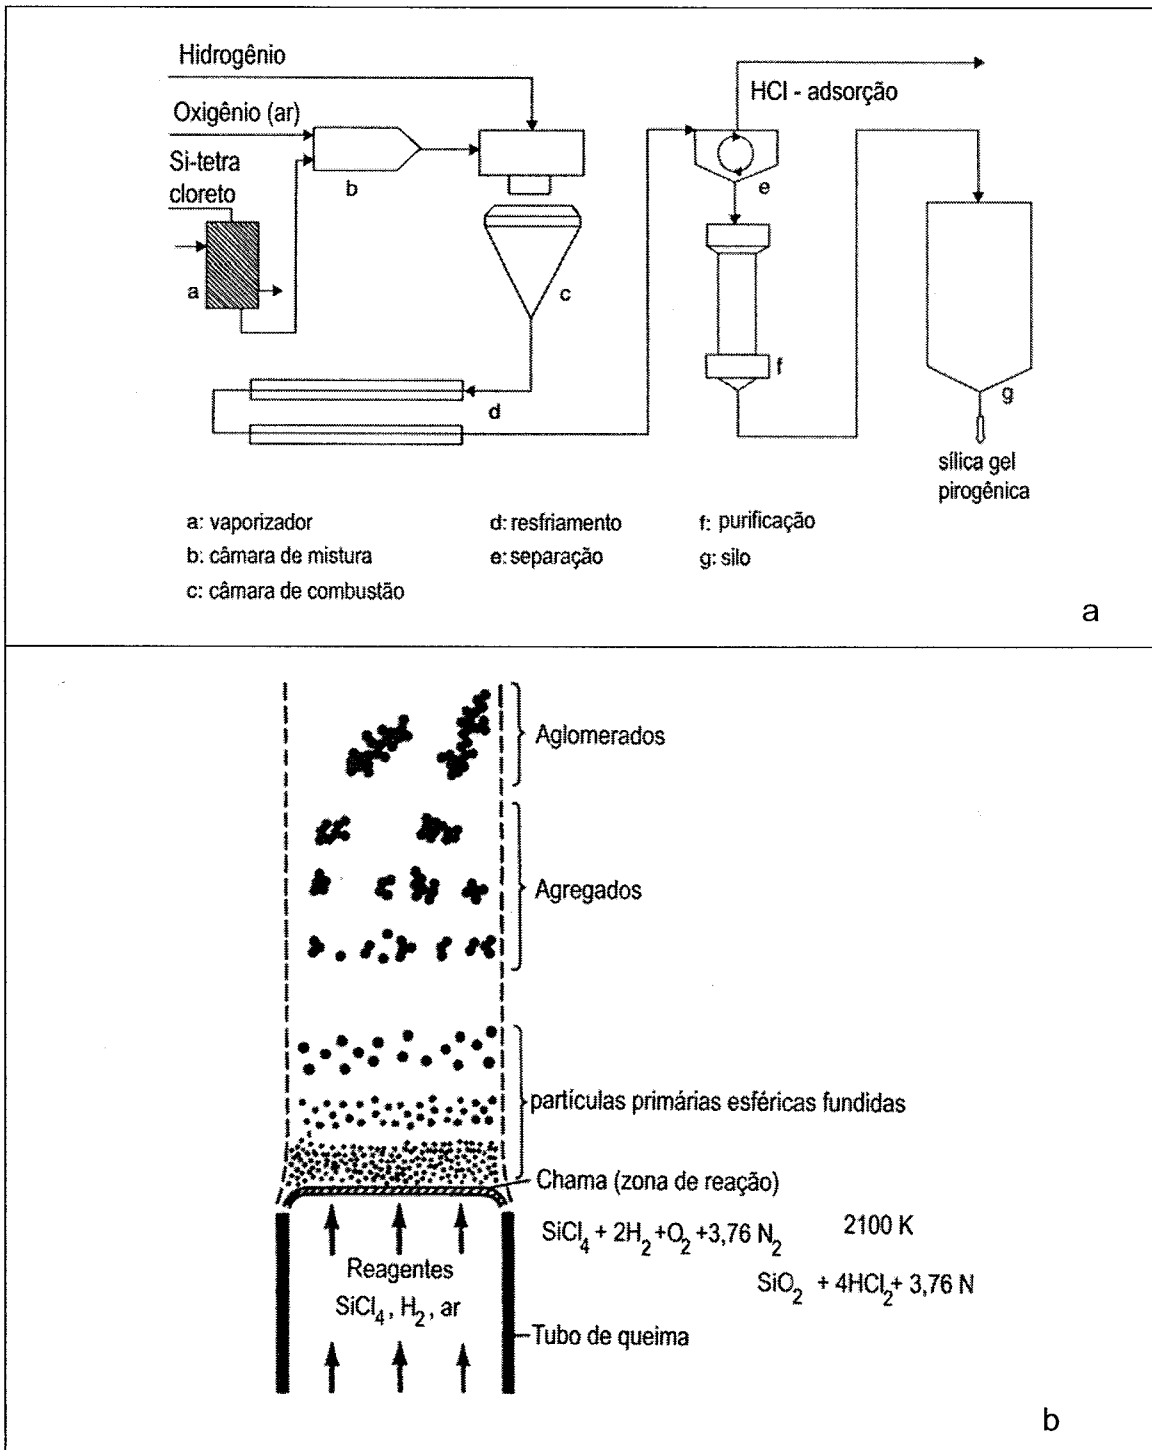 Hidrogênio
Oxigênio (ar)
Si-tetra
cloreto
HCl - adsorção
a
b
c
d
e
f
g
sílica gel
pirogênica
a: vaporizador
b: câmara de mistura
c: câmara de combustão
d: resfriamento
e: separação
f: purificação
g: silo
a
Aglomerados
Agregados
partículas primárias esféricas fundidas
Chama (zona de reação)
SiCl₄ + 2H₂ +O₂ +3,76 N₂ 2100 K
SiO₂ + 4HCl₂+ 3,76 N
Reagentes
SiCl₄, H₂, ar
Tubo de queima
b